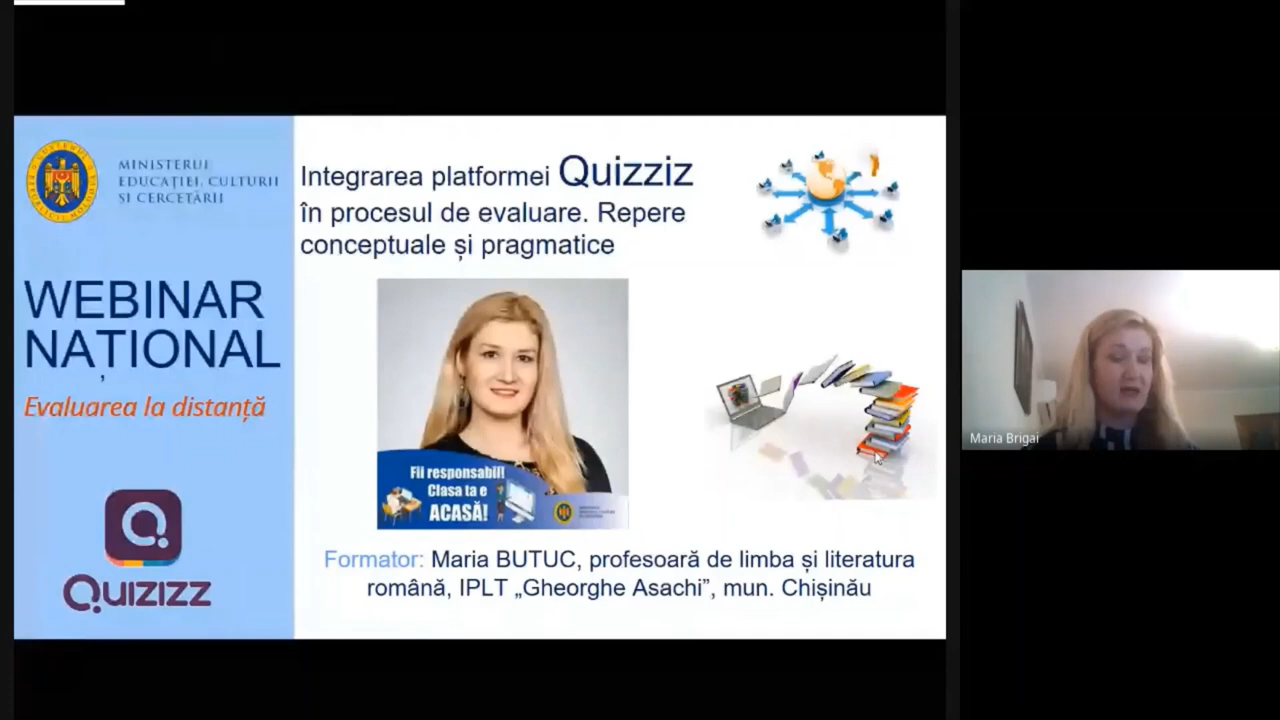 MINISTERUL
EDUCAȚIEI, CULTURII
ȘI CERCETĂRII
WEBINAR
NAȚIONAL
Evaluarea la distanță
QUIZIZZ
Integrarea platformei Quizziz
în procesul de evaluare. Repere
conceptuale și pragmatice
Fii responsabil!
Clasa ta e
ACASĂ!
Formator: Maria BUTUC, profesoară de limba și literatura
română, IPLT „Gheorghe Asachi”, mun. Chișinău
Maria Brigai